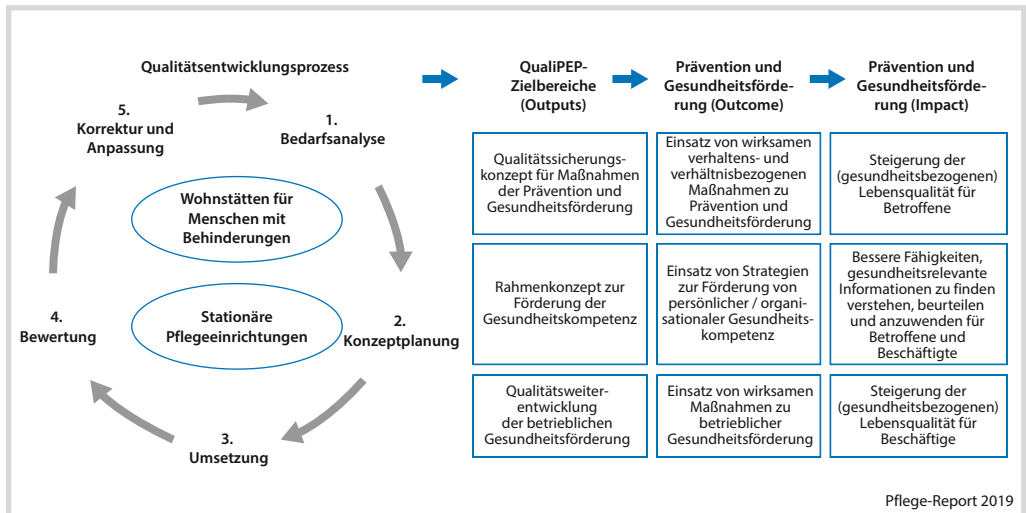 Qualitätsentwicklungsprozess
1.
Bedarfsanalyse
2.
Konzeptplanung
3.
Umsetzung
4.
Bewertung
5.
Korrektur und
Anpassung
Wohnstätten für
Menschen mit
Behinderungen
Stationäre
Pflegeeinrichtungen
QualiPEP-
Zielbereiche
(Outputs)
Qualitätssicherungs-
konzept für Maßnahmen
der Prävention und
Gesundheitsförderung
Rahmenkonzept zur
Förderung der
Gesundheitskompetenz
Qualitätsweiter-
entwicklung
der betrieblichen
Gesundheitsförderung
Prävention und
Gesundheitsförde-
rung (Outcome)
Einsatz von wirksamen
verhaltens- und
verhältnisbezogenen
Maßnahmen zu
Prävention und
Gesundheitsförderung
Einsatz von Strategien
zur Förderung von
persönlicher / organi-
sationaler Gesundheits-
kompetenz
Einsatz von wirksamen
Maßnahmen zu
betrieblicher
Gesundheitsförderung
Prävention und
Gesundheitsförde-
rung (Impact)
Steigerung der
(gesundheitsbezogenen)
Lebensqualität für
Betroffene
Bessere Fähigkeiten,
gesundheitsrelevante
Informationen zu finden
verstehen, beurteilen
und anzuwenden für
Betroffene und
Beschäftigte
Steigerung der
(gesundheitsbezogenen)
Lebensqualität für
Beschäftige
Pflege-Report 2019